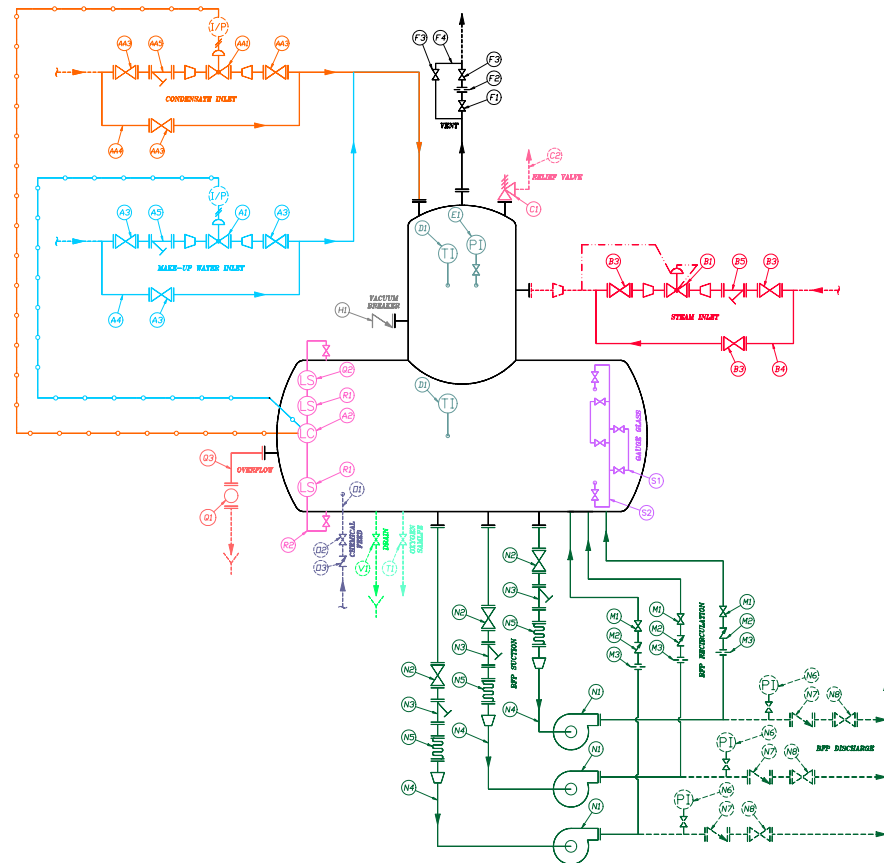 I/P
F3
F4
AA3
AA5
AA1
AA3
F3
F2
F1
CONDENSATE INLET
VENT
AA4
AA3
C2
RELIEF VALVE
I/P
C1
A3
A5
A1
A3
D1
E1
TI
PI
MAKE-UP WATER INLET
B3
B1
B5
B3
A4
A3
VACUUM
BREAKER
H1
STEAM INLET
B3
B4
LS
Q2
D1
TI
LS
R1
LC
A2
GAUGE GLASS
Q3
OVERFLOW
R1
LS
S1
O1
S2
Q1
R2
O2
O3
CHEMICAL
FEED
V1
DRAIN
T1
OXYGEN
SAMPLE
N2
N3
N5
BFP SUCTION
N2
N3
N5
N4
N4
N2
N3
N5
N4
M1
M2
M3
M1
M2
M3
M1
M2
M3
BFP RECIRCULATION
N1
PI
N6
N7
N8
BFP DISCHARGE
N1
PI
N6
N7
N8
N1
PI
N6
N7
N8